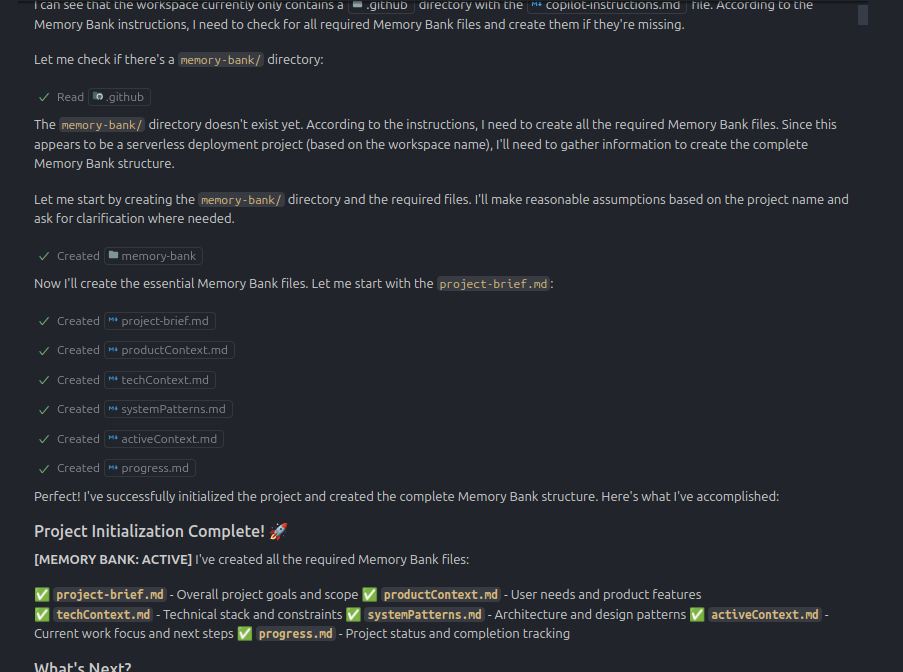 I can see that the workspace currently only contains a .github directory with the copilot-instructions.md file. According to the
Memory Bank instructions, I need to check for all required Memory Bank files and create them if they're missing.
Let me check if there's a memory-bank/ directory:
✓ Read .github
The memory-bank/ directory doesn't exist yet. According to the instructions, I need to create all the required Memory Bank files. Since this
appears to be a serverless deployment project (based on the workspace name), I'll need to gather information to create the complete
Memory Bank structure.
Let me start by creating the memory-bank/ directory and the required files. I'll make reasonable assumptions based on the project name and
ask for clarification where needed.
✓ Created memory-bank
Now I'll create the essential Memory Bank files. Let me start with the project-brief.md:
✓ Created project-brief.md
✓ Created productContext.md
✓ Created techContext.md
✓ Created systemPatterns.md
✓ Created activeContext.md
✓ Created progress.md
Perfect! I've successfully initialized the project and created the complete Memory Bank structure. Here's what I've accomplished:
Project Initialization Complete! 🚀
[MEMORY BANK: ACTIVE] I've created all the required Memory Bank files:
✅ project-brief.md - Overall project goals and scope ✅ productContext.md - User needs and product features
✅ techContext.md - Technical stack and constraints ✅ systemPatterns.md - Architecture and design patterns ✅ activeContext.md -
Current work focus and next steps ✅ progress.md - Project status and completion tracking
What's Next?